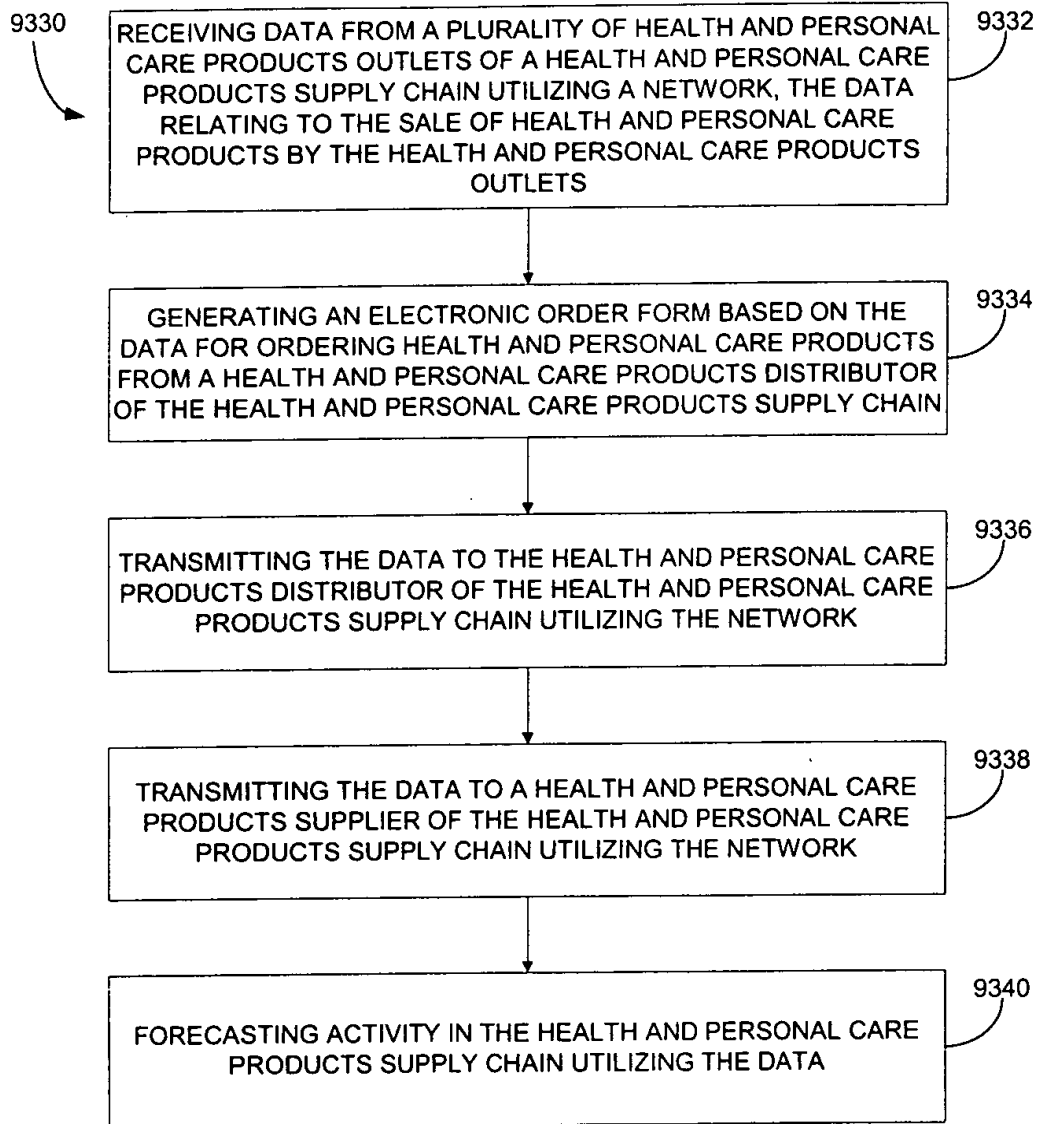 9330
RECEIVING DATA FROM A PLURALITY OF HEALTH AND PERSONAL
CARE PRODUCTS OUTLETS OF A HEALTH AND PERSONAL CARE
PRODUCTS SUPPLY CHAIN UTILIZING A NETWORK, THE DATA
RELATING TO THE SALE OF HEALTH AND PERSONAL CARE
PRODUCTS BY THE HEALTH AND PERSONAL CARE PRODUCTS
OUTLETS
9332
GENERATING AN ELECTRONIC ORDER FORM BASED ON THE
DATA FOR ORDERING HEALTH AND PERSONAL CARE PRODUCTS
FROM A HEALTH AND PERSONAL CARE PRODUCTS DISTRIBUTOR
OF THE HEALTH AND PERSONAL CARE PRODUCTS SUPPLY CHAIN
9334
TRANSMITTING THE DATA TO THE HEALTH AND PERSONAL CARE
PRODUCTS DISTRIBUTOR OF THE HEALTH AND PERSONAL CARE
PRODUCTS SUPPLY CHAIN UTILIZING THE NETWORK
9336
TRANSMITTING THE DATA TO A HEALTH AND PERSONAL CARE
PRODUCTS SUPPLIER OF THE HEALTH AND PERSONAL CARE
PRODUCTS SUPPLY CHAIN UTILIZING THE NETWORK
9338
FORECASTING ACTIVITY IN THE HEALTH AND PERSONAL CARE
PRODUCTS SUPPLY CHAIN UTILIZING THE DATA
9340